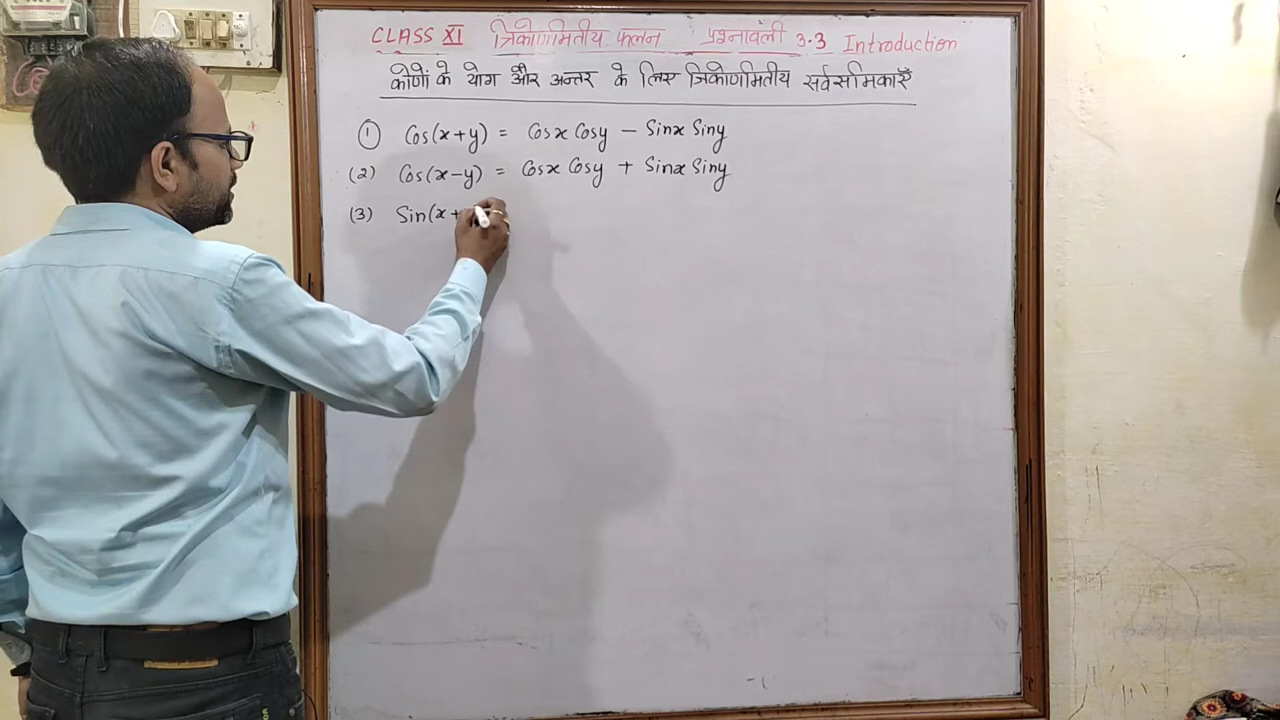 CLASS XI त्रिकोणमितीय फलन प्रश्नावली 3.3 Introduction
कोणों के योग और अन्तर के लिए त्रिकोणमितीय सर्वसमिकाएँ
① Cos(x+y) = Cosx Cosy − Sinx Siny
(2) Cos(x−y) = Cosx Cosy + Sinx Siny
(3) Sin(x+